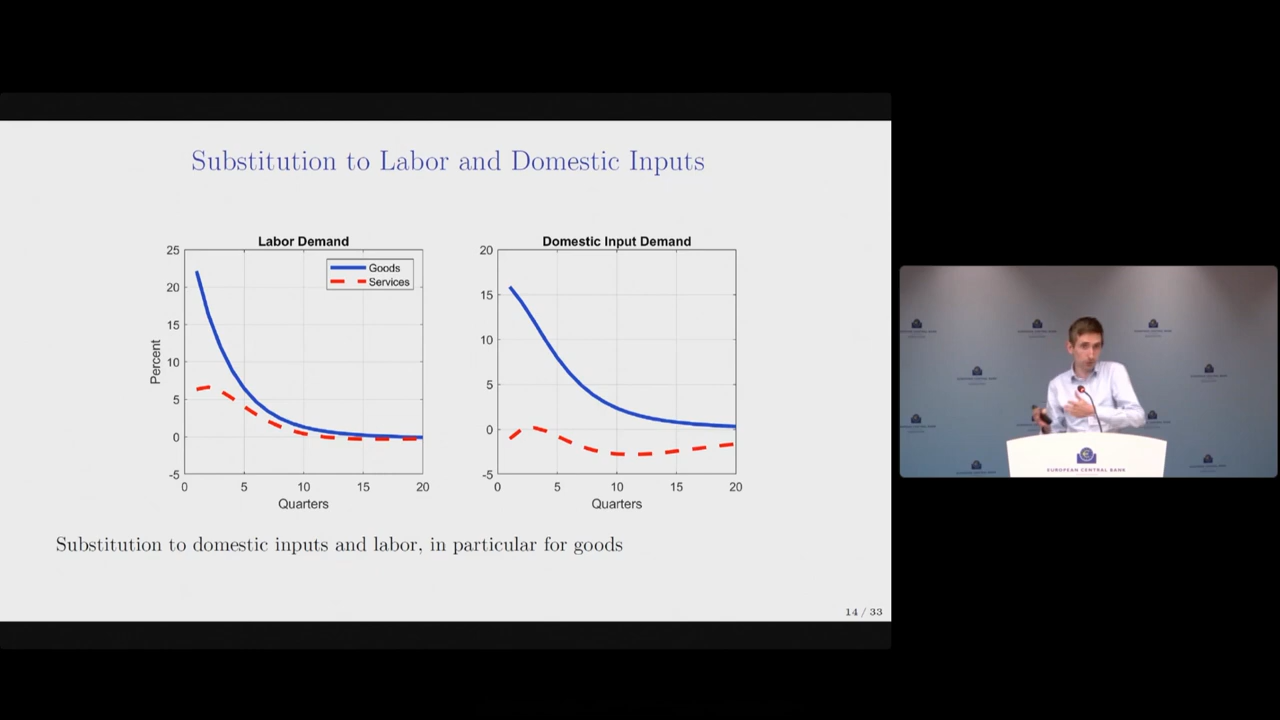 Substitution to Labor and Domestic Inputs
Labor Demand
25
20
15
10
5
0
-5
Percent
Goods
Services
0 5 10 15 20
Quarters
Domestic Input Demand
20
15
10
5
0
-5
0 5 10 15 20
Quarters
Substitution to domestic inputs and labor, in particular for goods
14 / 33
EUROPEAN CENTRAL BANK